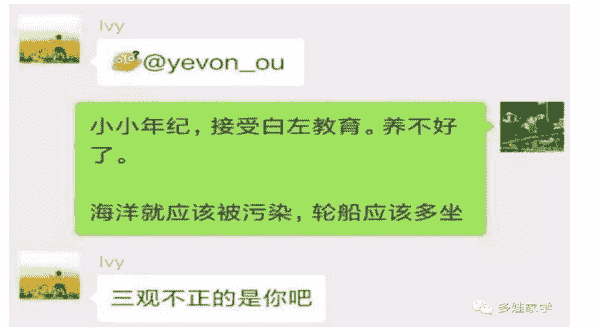 Ivy
@yevon_ou
小小年纪，接受白左教育。养不好
了。
海洋就应该被污染，轮船应该多坐
Ivy
三观不正的是你吧
多娃家学